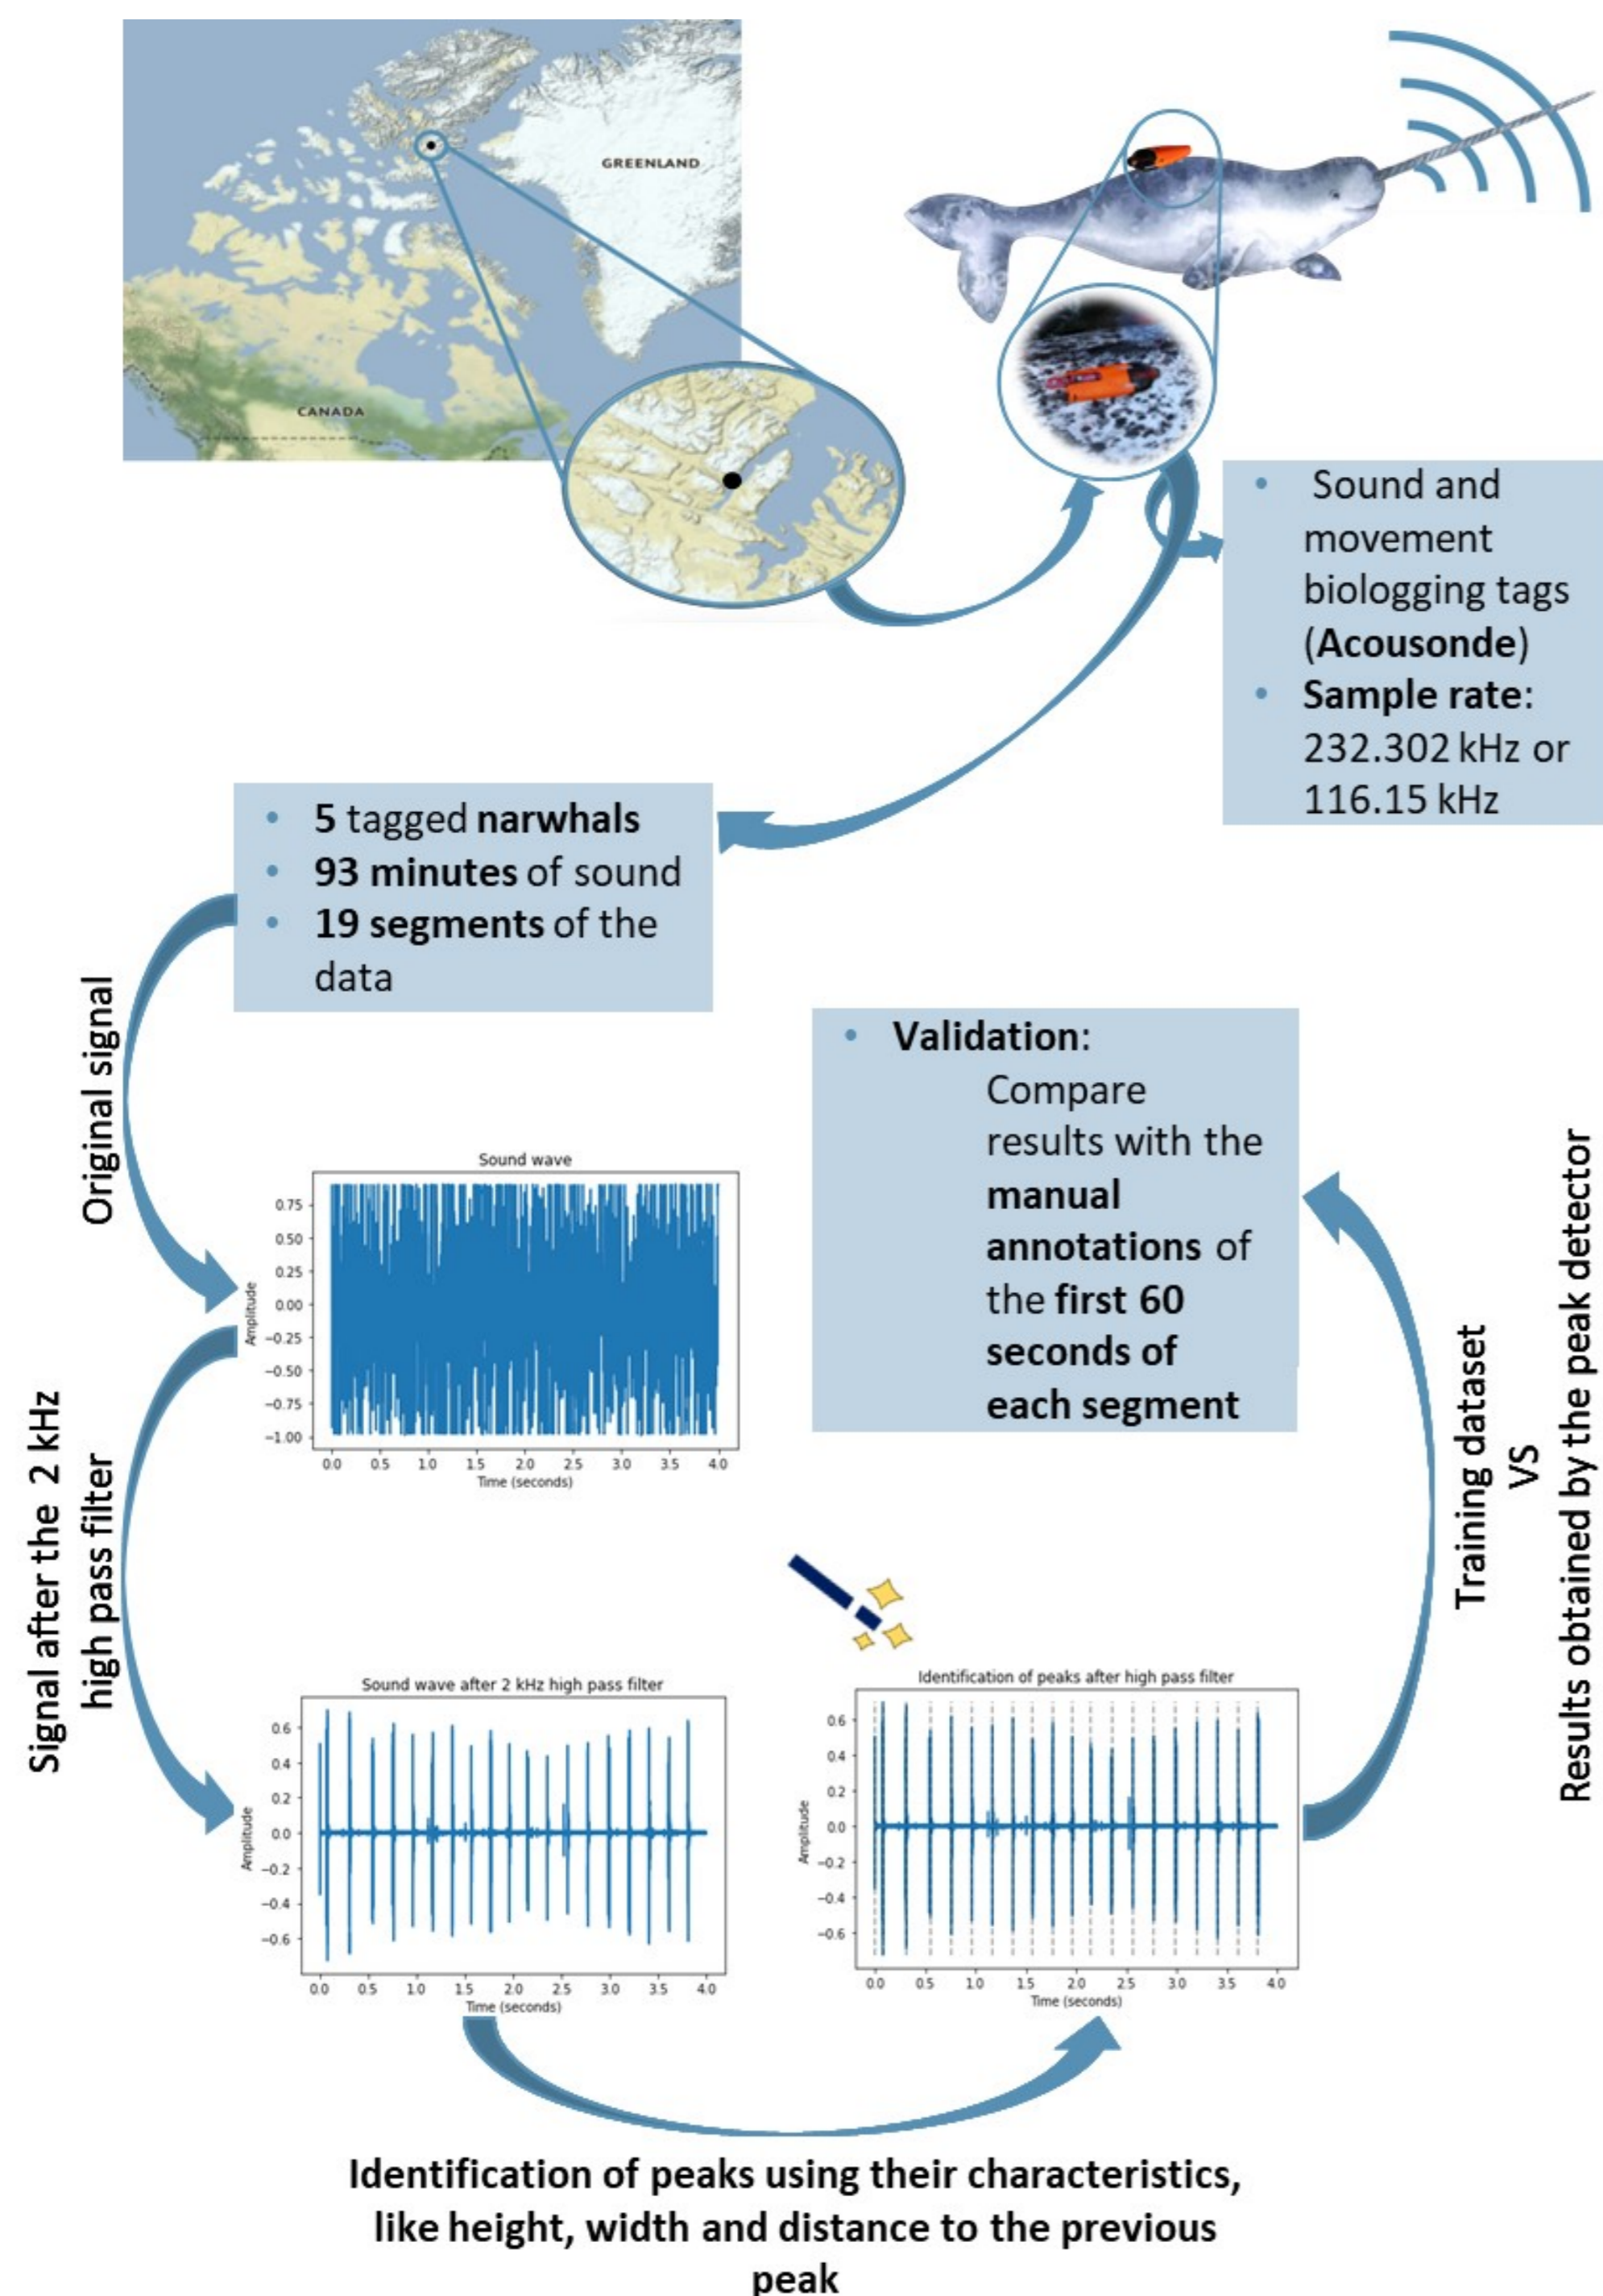 GREENLAND
CANADA
• Sound and
movement
biologging tags
(Acousonde)
• Sample rate:
232.302 kHz or
116.15 kHz
• 5 tagged narwhals
• 93 minutes of sound
• 19 segments of the
data
Original signal
• Validation:
Compare
results with the
manual
annotations of
the first 60
seconds of
each segment
Sound wave
Amplitude
0.75
0.50
0.25
0.00
−0.25
−0.50
−0.75
−1.00
0.0 0.5 1.0 1.5 2.0 2.5 3.0 3.5 4.0
Time (seconds)
Signal after the 2 kHz
high pass filter
Training dataset
VS
Results obtained by the peak detector
Sound wave after 2 kHz high pass filter
Amplitude
0.6
0.4
0.2
0.0
−0.2
−0.4
−0.6
0.0 0.5 1.0 1.5 2.0 2.5 3.0 3.5 4.0
Time (seconds)
Identification of peaks after high pass filter
Amplitude
0.6
0.4
0.2
0.0
−0.2
−0.4
−0.6
0.0 0.5 1.0 1.5 2.0 2.5 3.0 3.5 4.0
Time (seconds)
Identification of peaks using their characteristics,
like height, width and distance to the previous
peak